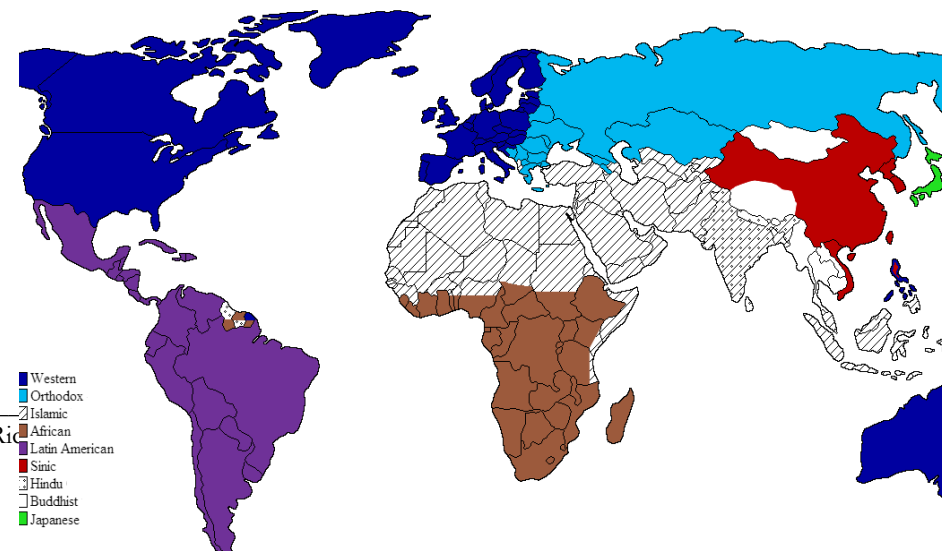 Western
Orthodox
Islamic
African
Latin American
Sinic
Hindu
Buddhist
Japanese